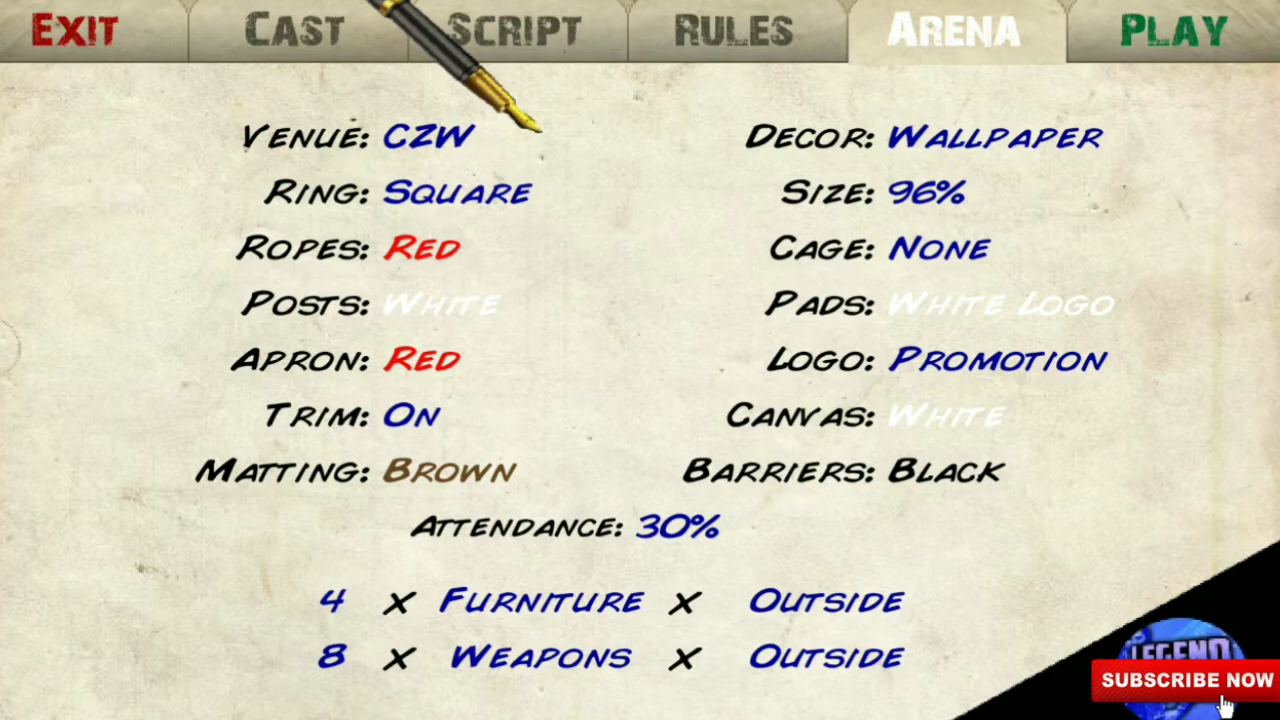 EXIT CAST SCRIPT RULES ARENA PLAY
VENUE: CZW DECOR: WALLPAPER
RING: SQUARE SIZE: 96%
ROPES: RED CAGE: NONE
POSTS: WHITE PADS: WHITE LOGO
APRON: RED LOGO: PROMOTION
TRIM: ON CANVAS: WHITE
MATTING: BROWN BARRIERS: BLACK
ATTENDANCE: 30%
4 X FURNITURE X OUTSIDE
8 X WEAPONS X OUTSIDE
LEGEND
SUBSCRIBE NOW